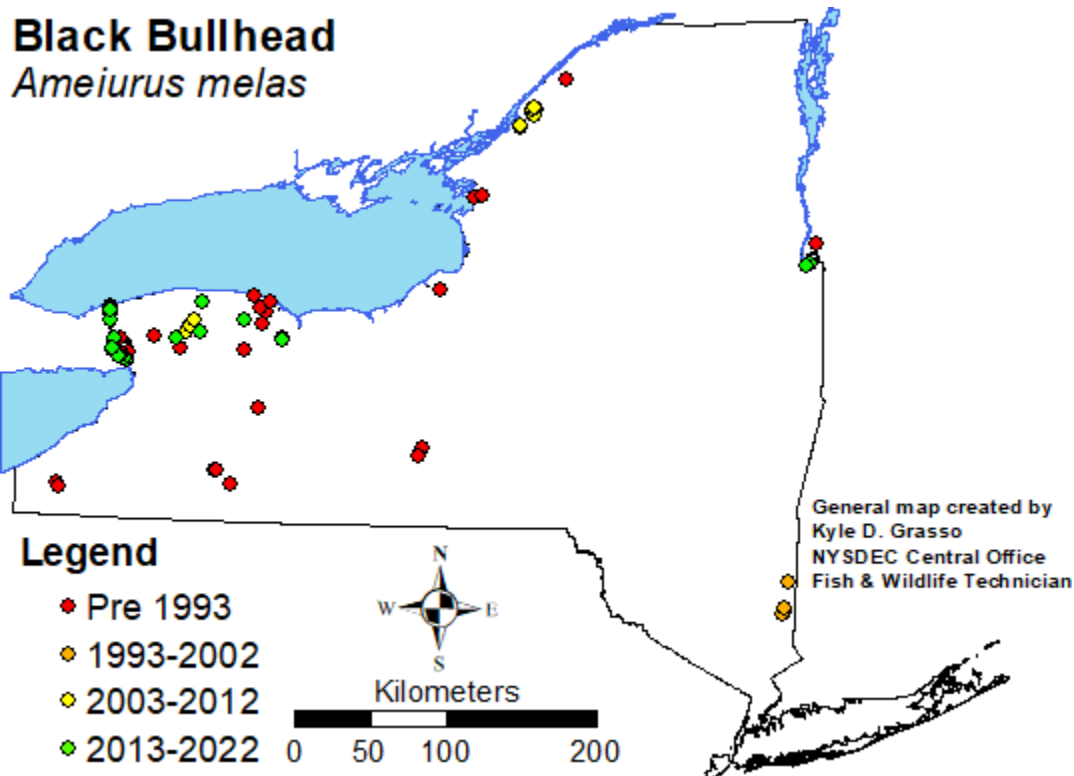 Black Bullhead
Ameiurus melas
General map created by
Kyle D. Grasso
NYSDEC Central Office
Fish & Wildlife Technician
Legend
Pre 1993
1993-2002
2003-2012
2013-2022
N
W E
S
Kilometers
0 50 100 200